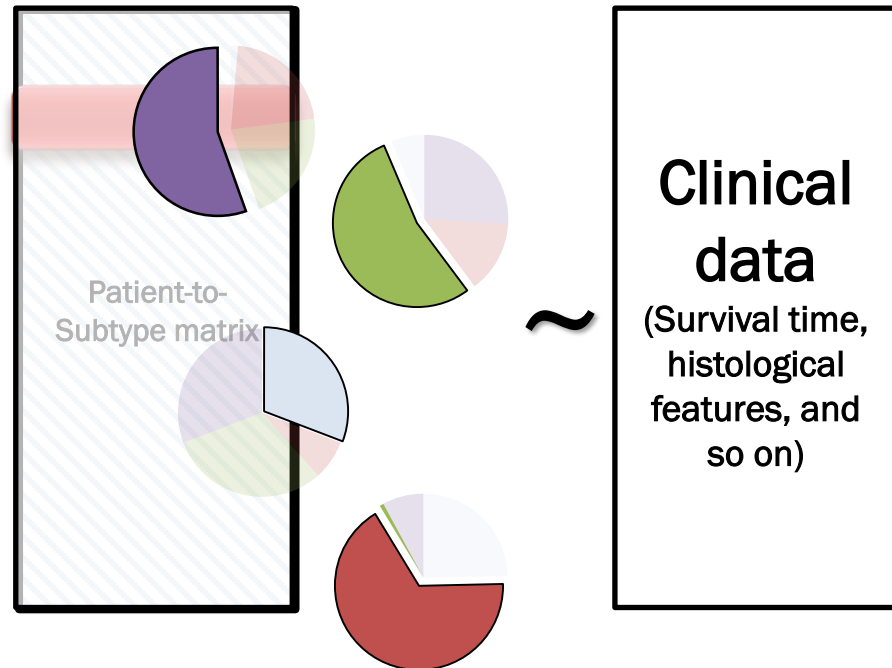 Patient-to-
Subtype matrix
~
Clinical
data
(Survival time,
histological
features, and
so on)